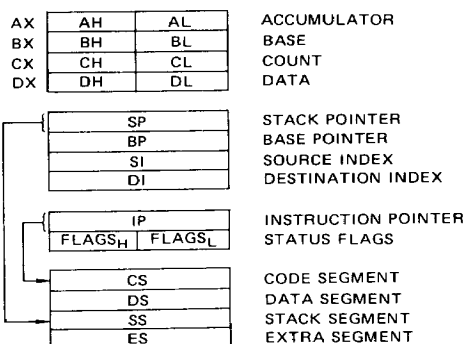 AX AH AL ACCUMULATOR
BX BH BL BASE
CX CH CL COUNT
DX DH DL DATA
SP STACK POINTER
BP BASE POINTER
SI SOURCE INDEX
DI DESTINATION INDEX
IP INSTRUCTION POINTER
FLAGSH FLAGSL STATUS FLAGS
CS CODE SEGMENT
DS DATA SEGMENT
SS STACK SEGMENT
ES EXTRA SEGMENT